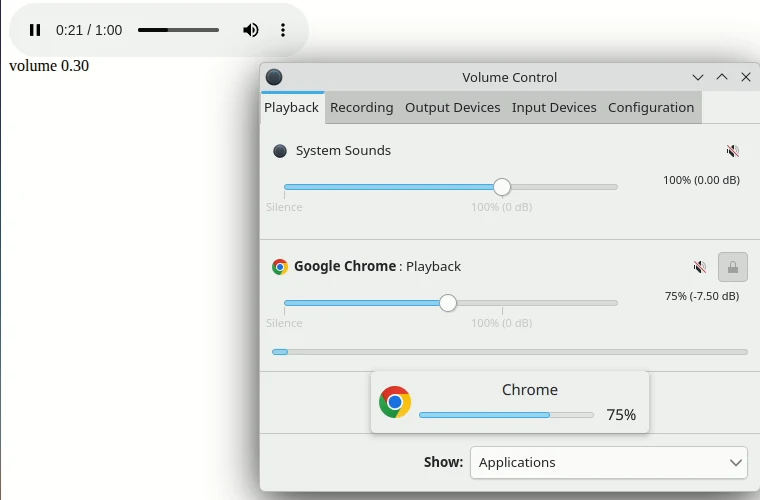 0:21 / 1:00
volume 0.30
Volume Control
Playback Recording Output Devices Input Devices Configuration
System Sounds
100% (0.00 dB)
Silence 100% (0 dB)
Google Chrome : Playback
75% (-7.50 dB)
Silence 100% (0 dB)
Chrome
75%
Show: Applications